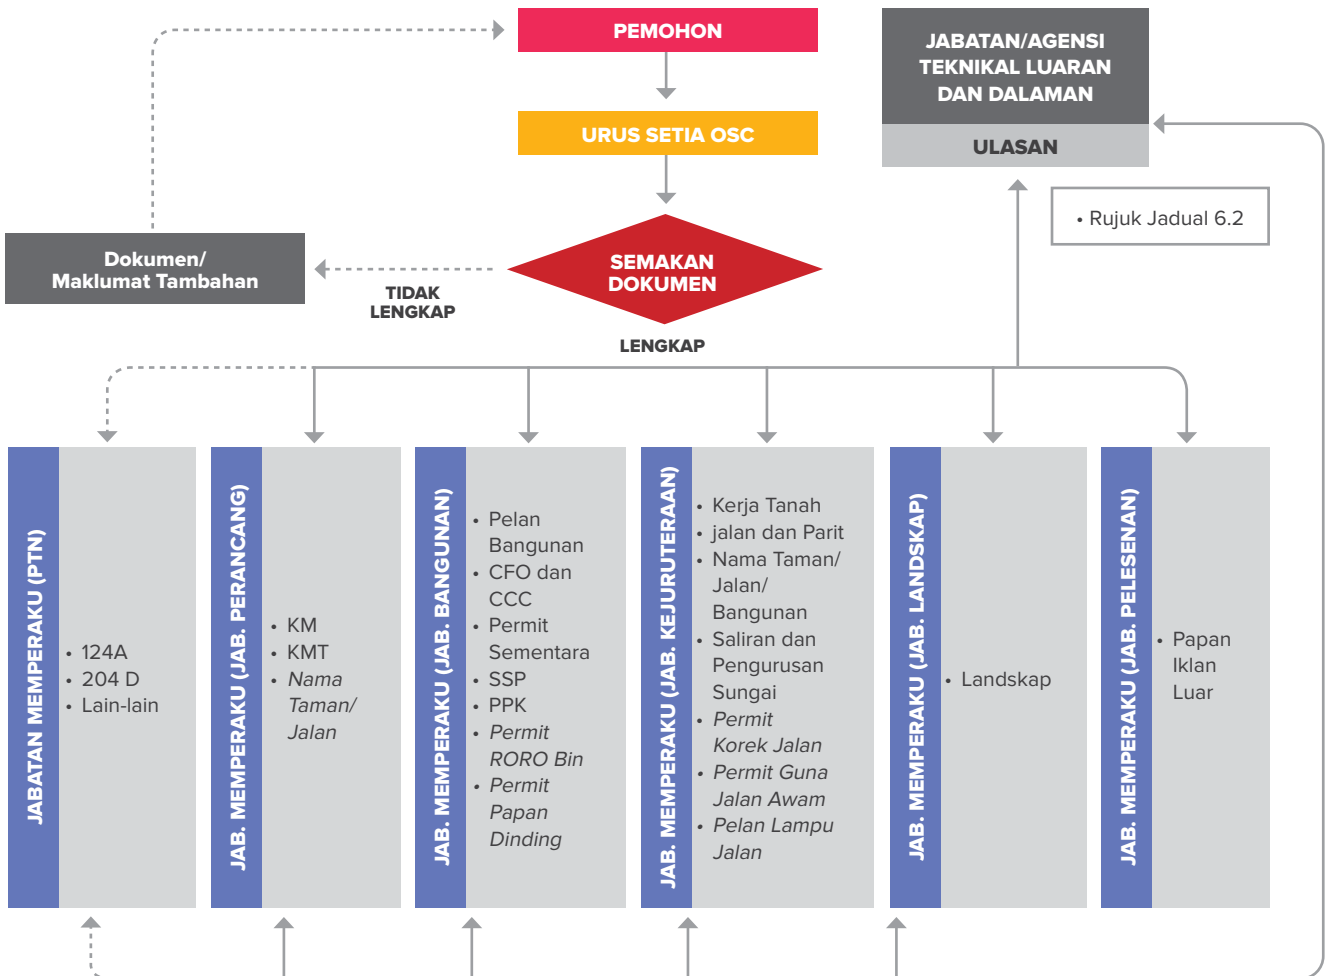 PEMOHON
JABATAN/AGENSI
TEKNIKAL LUARAN
DAN DALAMAN
ULASAN
URUS SETIA OSC
• Rujuk Jadual 6.2
Dokumen/
Maklumat Tambahan
SEMAKAN
DOKUMEN
TIDAK
LENGKAP
LENGKAP
JABATAN MEMPERAKU (PTN)
• 124A
• 204 D
• Lain-lain
JAB. MEMPERAKU (JAB. PERANCANG)
• KM
• KMT
• Nama
Taman/
Jalan
JAB. MEMPERAKU (JAB. BANGUNAN)
• Pelan
Bangunan
• CFO dan
CCC
• Permit
Sementara
• SSP
• PPK
• Permit
RORO Bin
• Permit
Papan
Dinding
JAB. MEMPERAKU (JAB. KEJURUTERAAN)
• Kerja Tanah
• jalan dan Parit
• Nama Taman/
Jalan/
Bangunan
• Saliran dan
Pengurusan
Sungai
• Permit
Korek Jalan
• Permit Guna
Jalan Awam
• Pelan Lampu
Jalan
JAB. MEMPERAKU (JAB. LANDSKAP)
• Landskap
JAB. MEMPERAKU (JAB. PELESENAN)
• Papan
Iklan
Luar